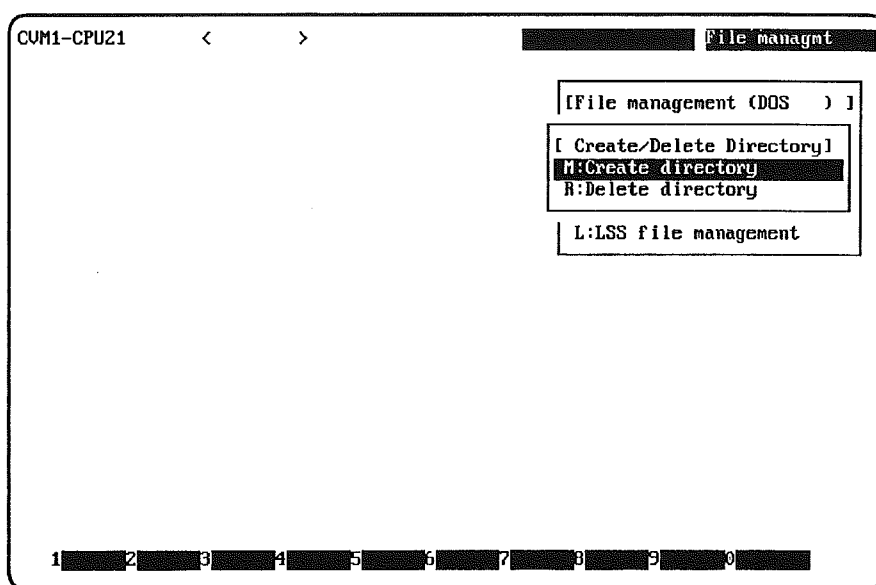 CVM1-CPU21 < > File managmt
[File management (DOS ) ]
[ Create/Delete Directory]
M:Create directory
R:Delete directory
L:LSS file management
1 2 3 4 5 6 7 8 9 0